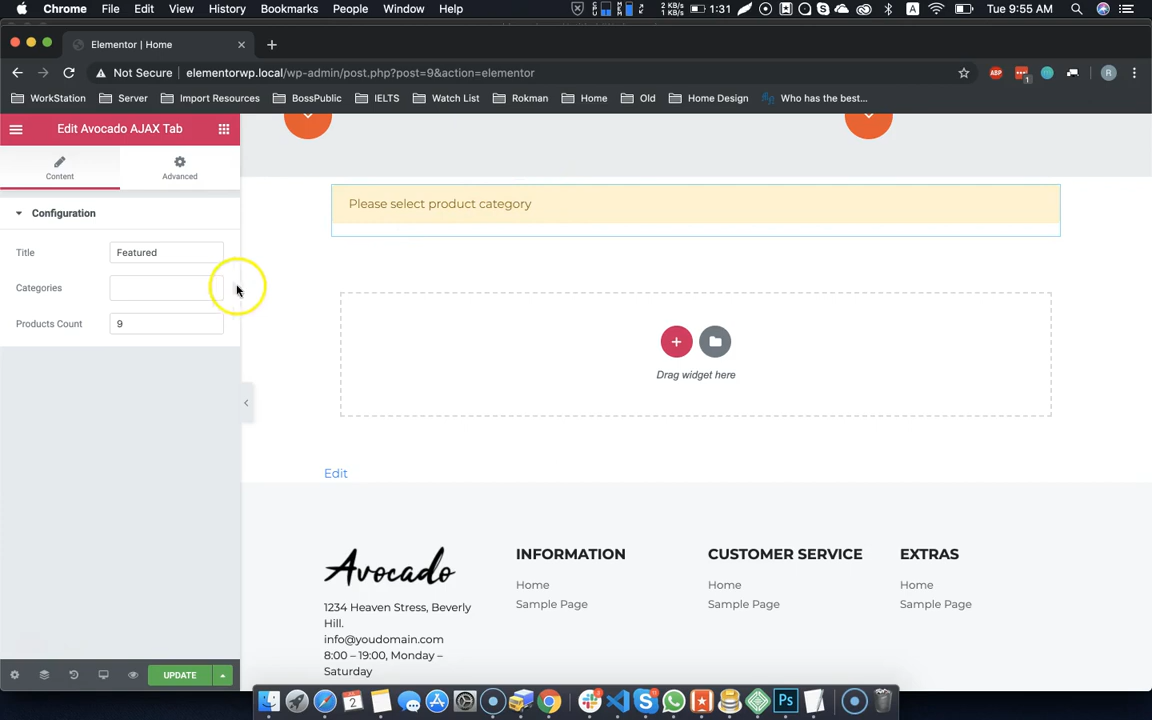 Chrome File Edit View History Bookmarks People Window Help 1:31 Tue 9:55 AM
Elementor | Home
Not Secure elementorwp.local/wp-admin/post.php?post=9&action=elementor
WorkStation Server Import Resources BossPublic IELTS Watch List Rokman Home Old Home Design Who has the best...
Edit Avocado AJAX Tab
Content Advanced
Configuration
Title Featured
Categories
Products Count 9
UPDATE
Please select product category
Drag widget here
Edit
Avocado
1234 Heaven Stress, Beverly
Hill.
info@youdomain.com
8:00 – 19:00, Monday –
Saturday
INFORMATION
Home
Sample Page
CUSTOMER SERVICE
Home
Sample Page
EXTRAS
Home
Sample Page